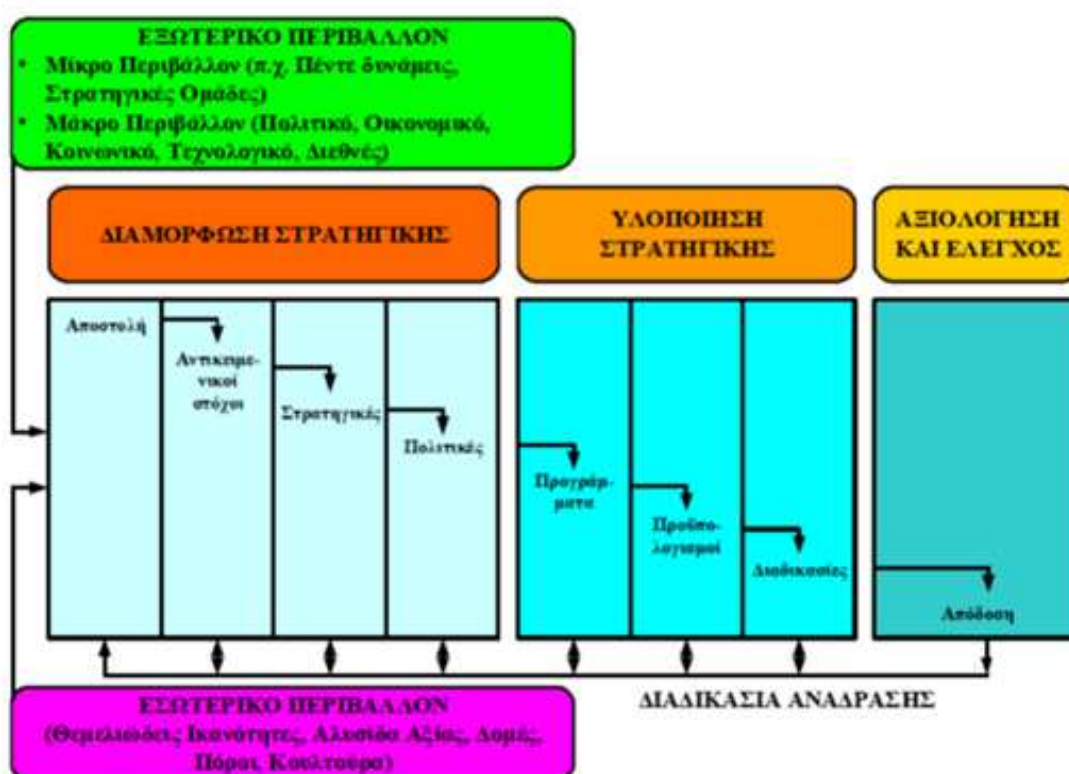 ΕΞΩΤΕΡΙΚΟ ΠΕΡΙΒΑΛΛΟΝ
• Μίκρο Περιβάλλον (π.χ. Πέντε δυνάμεις,
Στρατηγικές Ομάδες)
• Μάκρο Περιβάλλον (Πολιτικό, Οικονομικό,
Κοινωνικό, Τεχνολογικό, Διεθνές)
ΔΙΑΜΟΡΦΩΣΗ ΣΤΡΑΤΗΓΙΚΗΣ
ΥΛΟΠΟΙΗΣΗ
ΣΤΡΑΤΗΓΙΚΗΣ
ΑΞΙΟΛΟΓΗΣΗ
ΚΑΙ ΕΛΕΓΧΟΣ
Αποστολή
Αντικειμε-
νικοί
στόχοι
Στρατηγικές
Πολιτικές
Προγράμ-
ματα
Προϋπο-
λογισμοί
Διαδικασίες
Απόδοση
ΔΙΑΔΙΚΑΣΙΑ ΑΝΑΔΡΑΣΗΣ
ΕΣΩΤΕΡΙΚΟ ΠΕΡΙΒΑΛΛΟΝ
(Θεμελιώδεις Ικανότητες, Αλυσίδα Αξίας, Δομές,
Πόροι, Κουλτούρα)